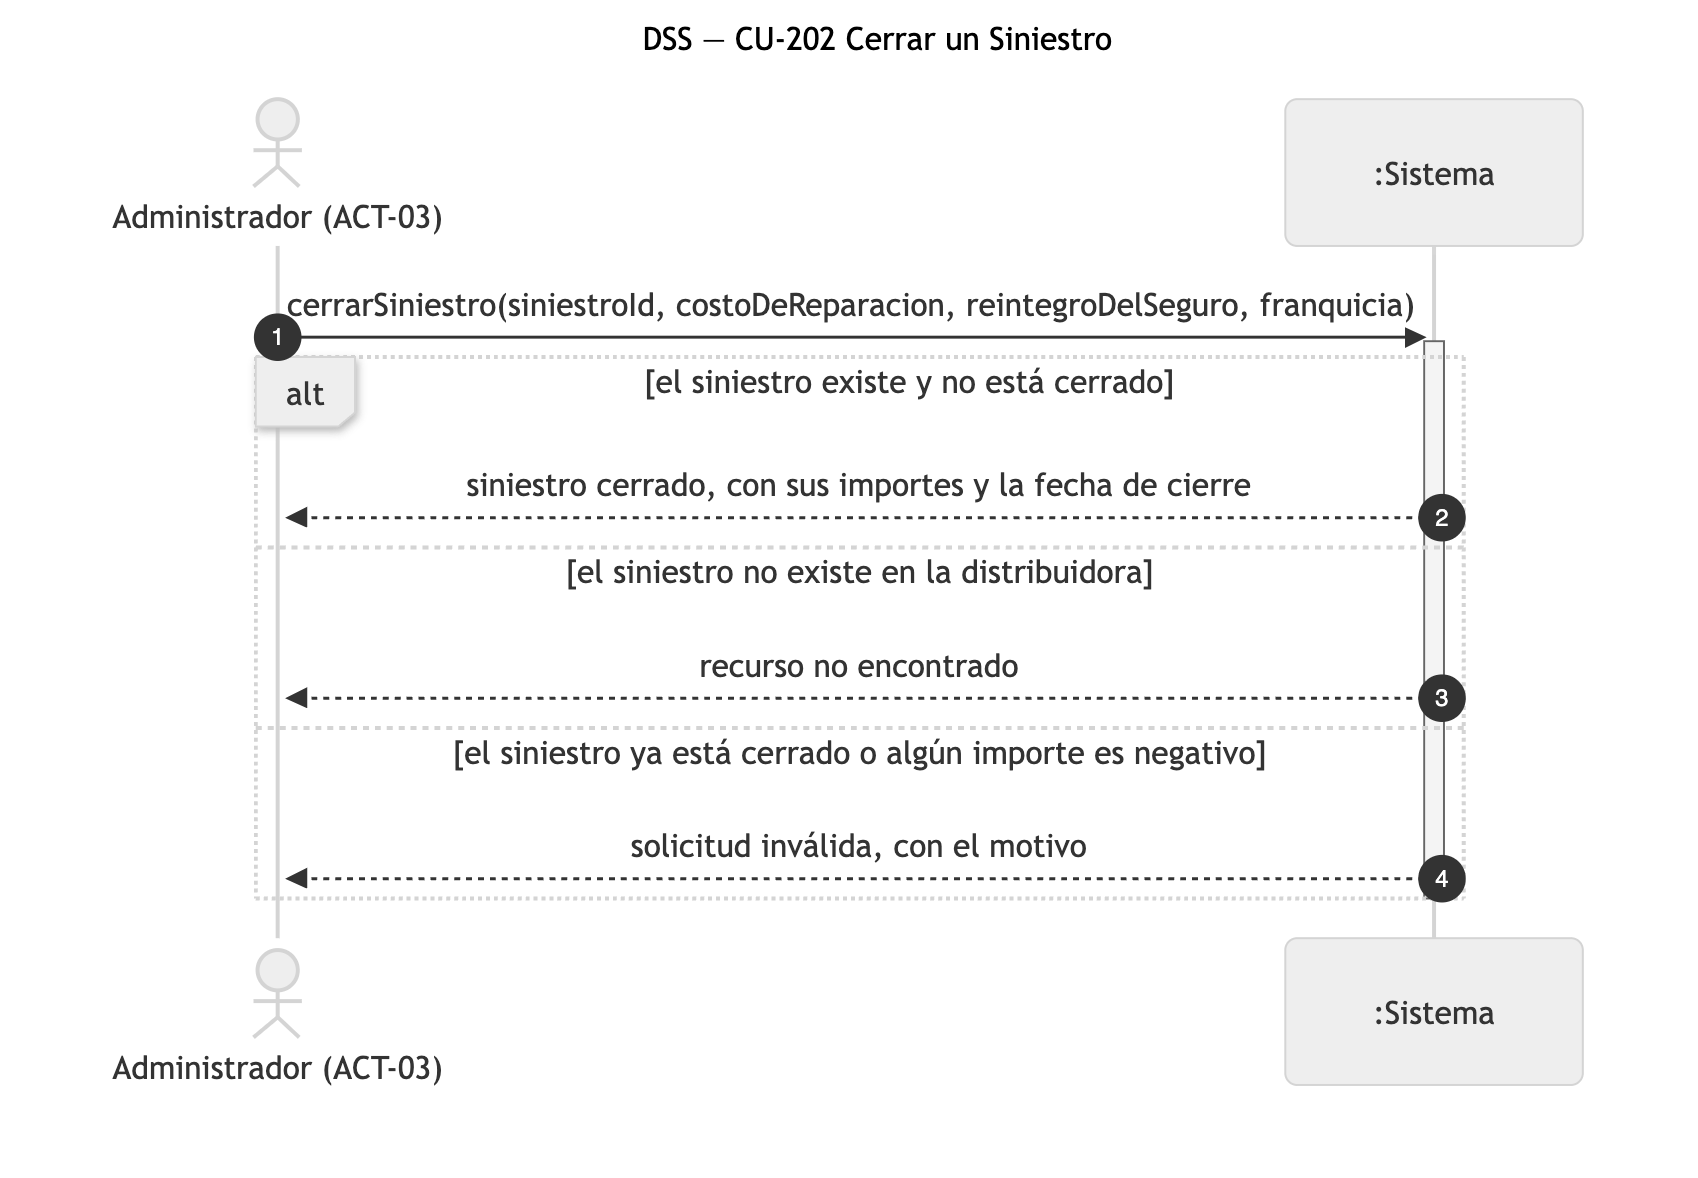 DSS — CU-202 Cerrar un Siniestro
Administrador (ACT-03)
:Sistema
cerrarSiniestro(siniestroId, costoDeReparacion, reintegroDelSeguro, franquicia)
1
alt
[el siniestro existe y no está cerrado]
siniestro cerrado, con sus importes y la fecha de cierre
2
[el siniestro no existe en la distribuidora]
recurso no encontrado
3
[el siniestro ya está cerrado o algún importe es negativo]
solicitud inválida, con el motivo
4
Administrador (ACT-03)
:Sistema